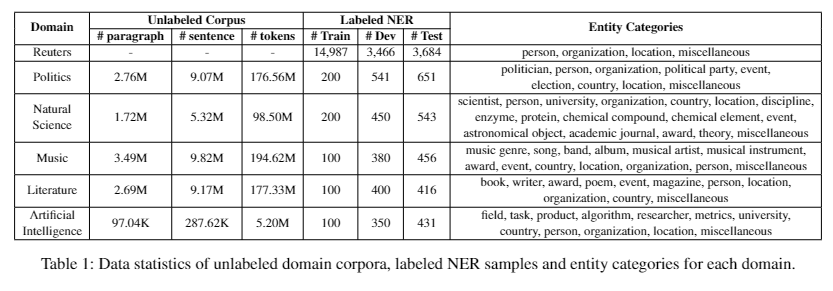 Domain | Unlabeled Corpus | Labeled NER | Entity Categories
# paragraph | # sentence | # tokens | # Train | # Dev | # Test
Reuters | - | - | - | 14,987 | 3,466 | 3,684 | person, organization, location, miscellaneous
Politics | 2.76M | 9.07M | 176.56M | 200 | 541 | 651 | politician, person, organization, political party, event,
election, country, location, miscellaneous
Natural
Science | 1.72M | 5.32M | 98.50M | 200 | 450 | 543 | scientist, person, university, organization, country, location, discipline,
enzyme, protein, chemical compound, chemical element, event,
astronomical object, academic journal, award, theory, miscellaneous
Music | 3.49M | 9.82M | 194.62M | 100 | 380 | 456 | music genre, song, band, album, musical artist, musical instrument,
award, event, country, location, organization, person, miscellaneous
Literature | 2.69M | 9.17M | 177.33M | 100 | 400 | 416 | book, writer, award, poem, event, magazine, person, location,
organization, country, miscellaneous
Artificial
Intelligence | 97.04K | 287.62K | 5.20M | 100 | 350 | 431 | field, task, product, algorithm, researcher, metrics, university,
country, person, organization, location, miscellaneous
Table 1: Data statistics of unlabeled domain corpora, labeled NER samples and entity categories for each domain.